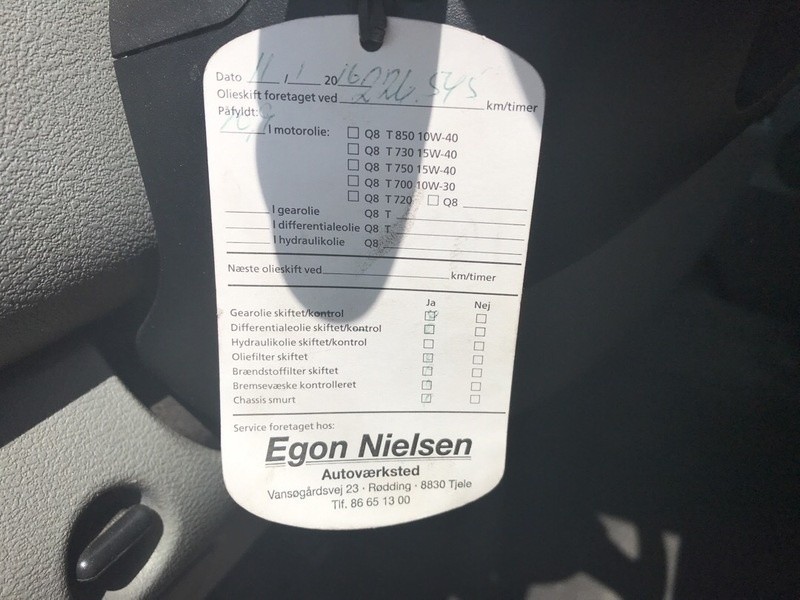 Dato 11 , 1 20 16
Olieskift foretaget ved 226.545 km/timer
Påfyldt:
l motorolie: Q8 T 850 10W-40
Q8 T 730 15W-40
Q8 T 750 15W-40
Q8 T 700 10W-30
Q8 T 720 Q8
l gearolie Q8 T
l differentialeolie Q8 T
l hydraulikolie Q8
Næste olieskift ved km/timer
Ja Nej
Gearolie skiftet/kontrol
Differentialeolie skiftet/kontrol
Hydraulikolie skiftet/kontrol
Oliefilter skiftet
Brændstoffilter skiftet
Bremsevæske kontrolleret
Chassis smurt
Service foretaget hos:
Egon Nielsen
Autoværksted
Vansøgårdsvej 23 · Rødding · 8830 Tjele
Tlf. 86 65 13 00